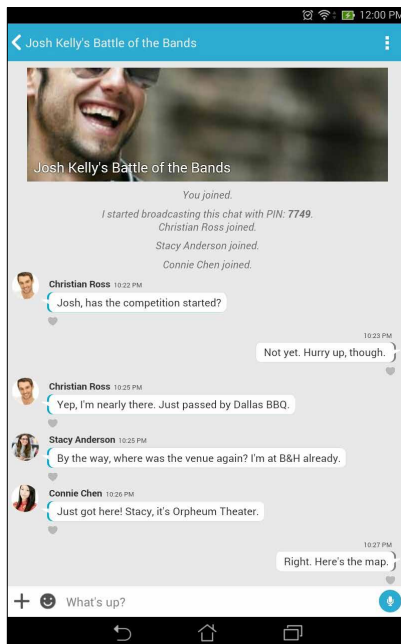 12:00 PM
Josh Kelly's Battle of the Bands
Josh Kelly's Battle of the Bands
You joined.
I started broadcasting this chat with PIN: 7749.
Christian Ross joined.
Stacy Anderson joined.
Connie Chen joined.
Christian Ross 10:22 PM
Josh, has the competition started?
10:23 PM
Not yet. Hurry up, though.
Christian Ross 10:25 PM
Yep, I'm nearly there. Just passed by Dallas BBQ.
Stacy Anderson 10:25 PM
By the way, where was the venue again? I'm at B&H already.
Connie Chen 10:26 PM
Just got here! Stacy, it's Orpheum Theater.
10:27 PM
Right. Here's the map.
What's up?